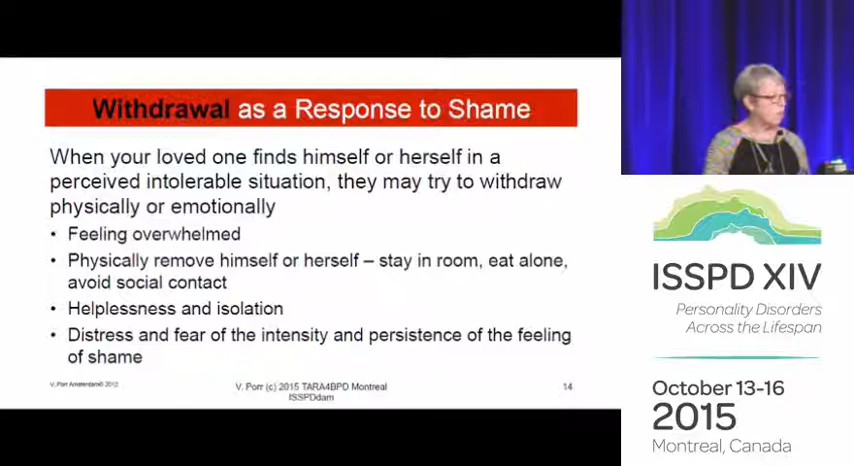 Withdrawal as a Response to Shame
When your loved one finds himself or herself in a
perceived intolerable situation, they may try to withdraw
physically or emotionally
• Feeling overwhelmed
• Physically remove himself or herself – stay in room, eat alone,
avoid social contact
• Helplessness and isolation
• Distress and fear of the intensity and persistence of the feeling
of shame
V. Porr Amsterdam© 2012
V. Porr (c) 2015 TARA4BPD Montreal
ISSPDdam
14
ISSPD XIV
Personality Disorders
Across the Lifespan
October 13-16
2015
Montreal, Canada